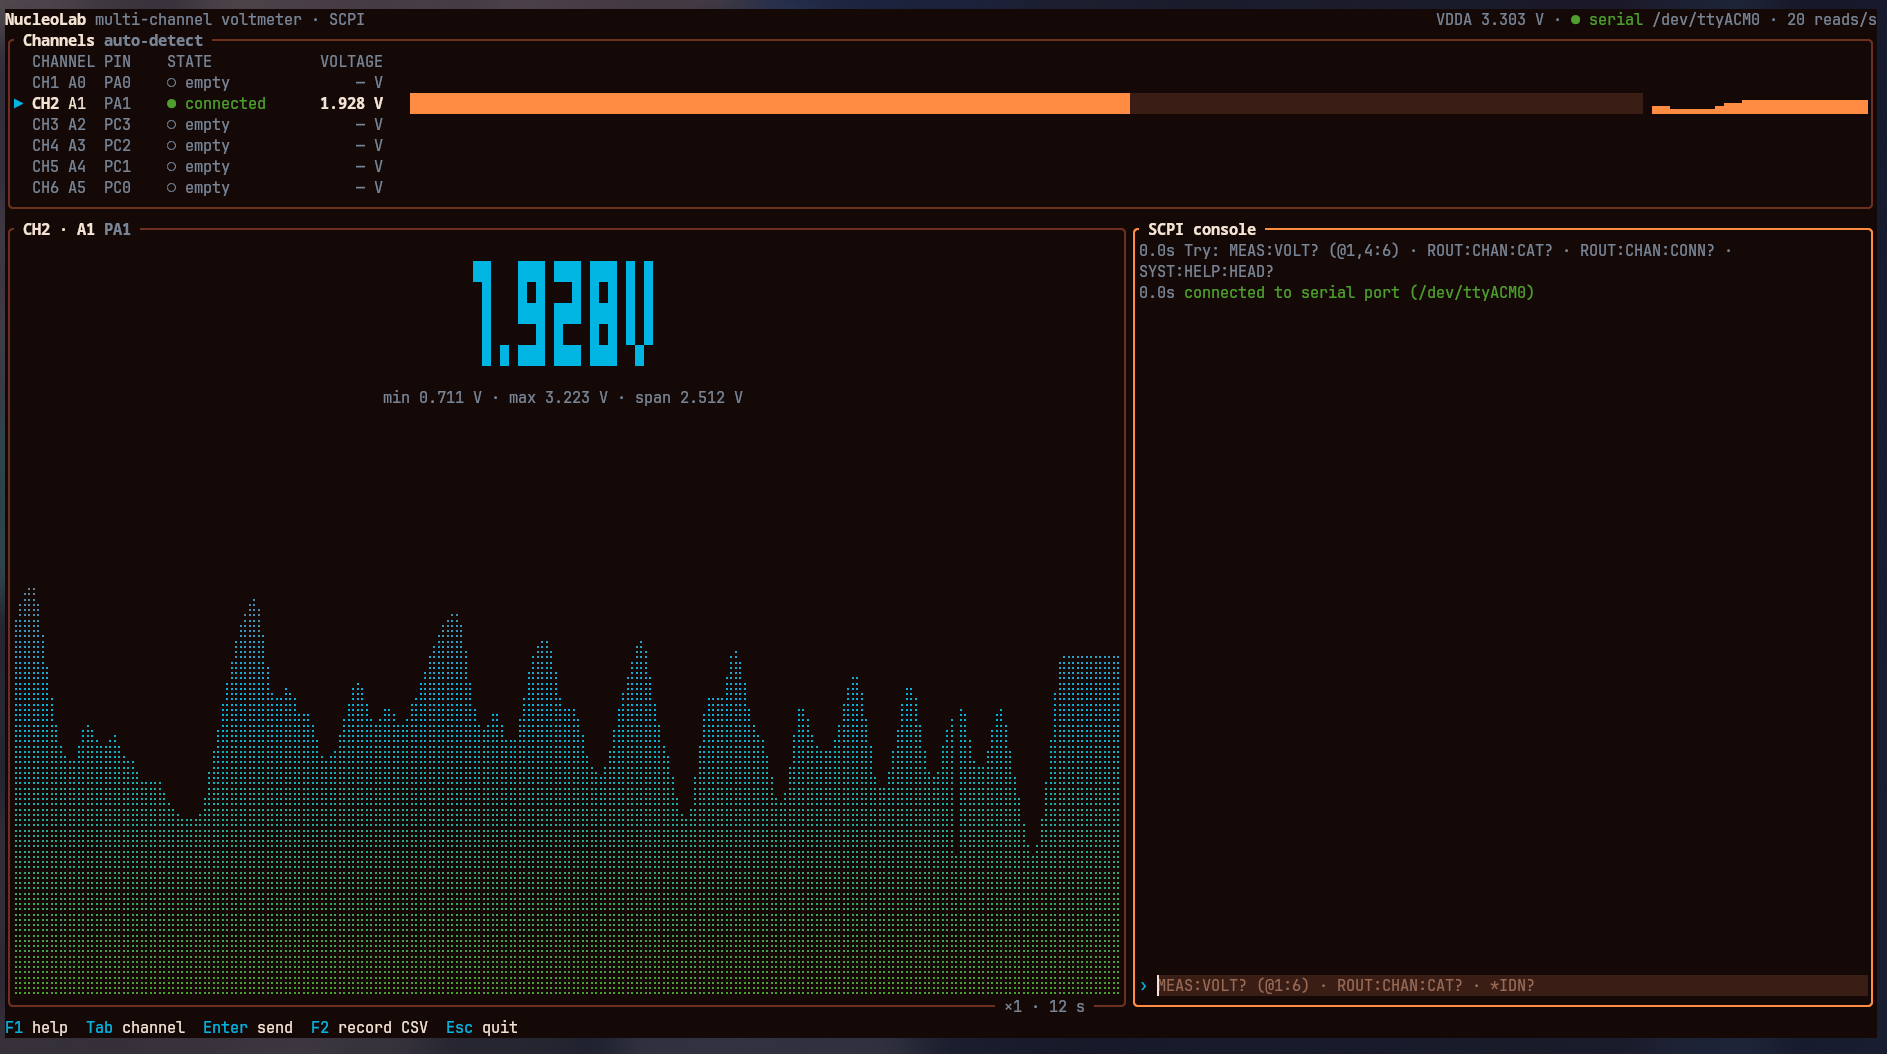 NucleoLab multi-channel voltmeter · SCPI
VDDA 3.303 V · ● serial /dev/ttyACM0 · 20 reads/s
Channels auto-detect
CHANNEL PIN STATE VOLTAGE
CH1 A0 PA0 ○ empty — V
▶ CH2 A1 PA1 ● connected 1.928 V
CH3 A2 PC3 ○ empty — V
CH4 A3 PC2 ○ empty — V
CH5 A4 PC1 ○ empty — V
CH6 A5 PC0 ○ empty — V
CH2 · A1 PA1
1.928V
min 0.711 V · max 3.223 V · span 2.512 V
×1 · 12 s
SCPI console
0.0s Try: MEAS:VOLT? (@1,4:6) · ROUT:CHAN:CAT? · ROUT:CHAN:CONN? ·
SYST:HELP:HEAD?
0.0s connected to serial port (/dev/ttyACM0)
› MEAS:VOLT? (@1:6) · ROUT:CHAN:CAT? · *IDN?
F1 help Tab channel Enter send F2 record CSV Esc quit